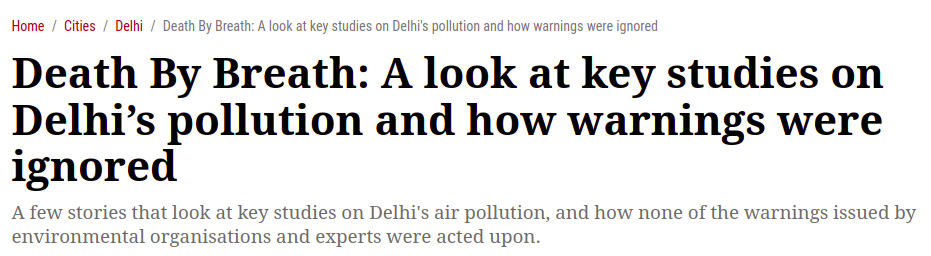 Home / Cities / Delhi / Death By Breath: A look at key studies on Delhi's pollution and how warnings were ignored
Death By Breath: A look at key studies on
Delhi’s pollution and how warnings were
ignored
A few stories that look at key studies on Delhi's air pollution, and how none of the warnings issued by
environmental organisations and experts were acted upon.